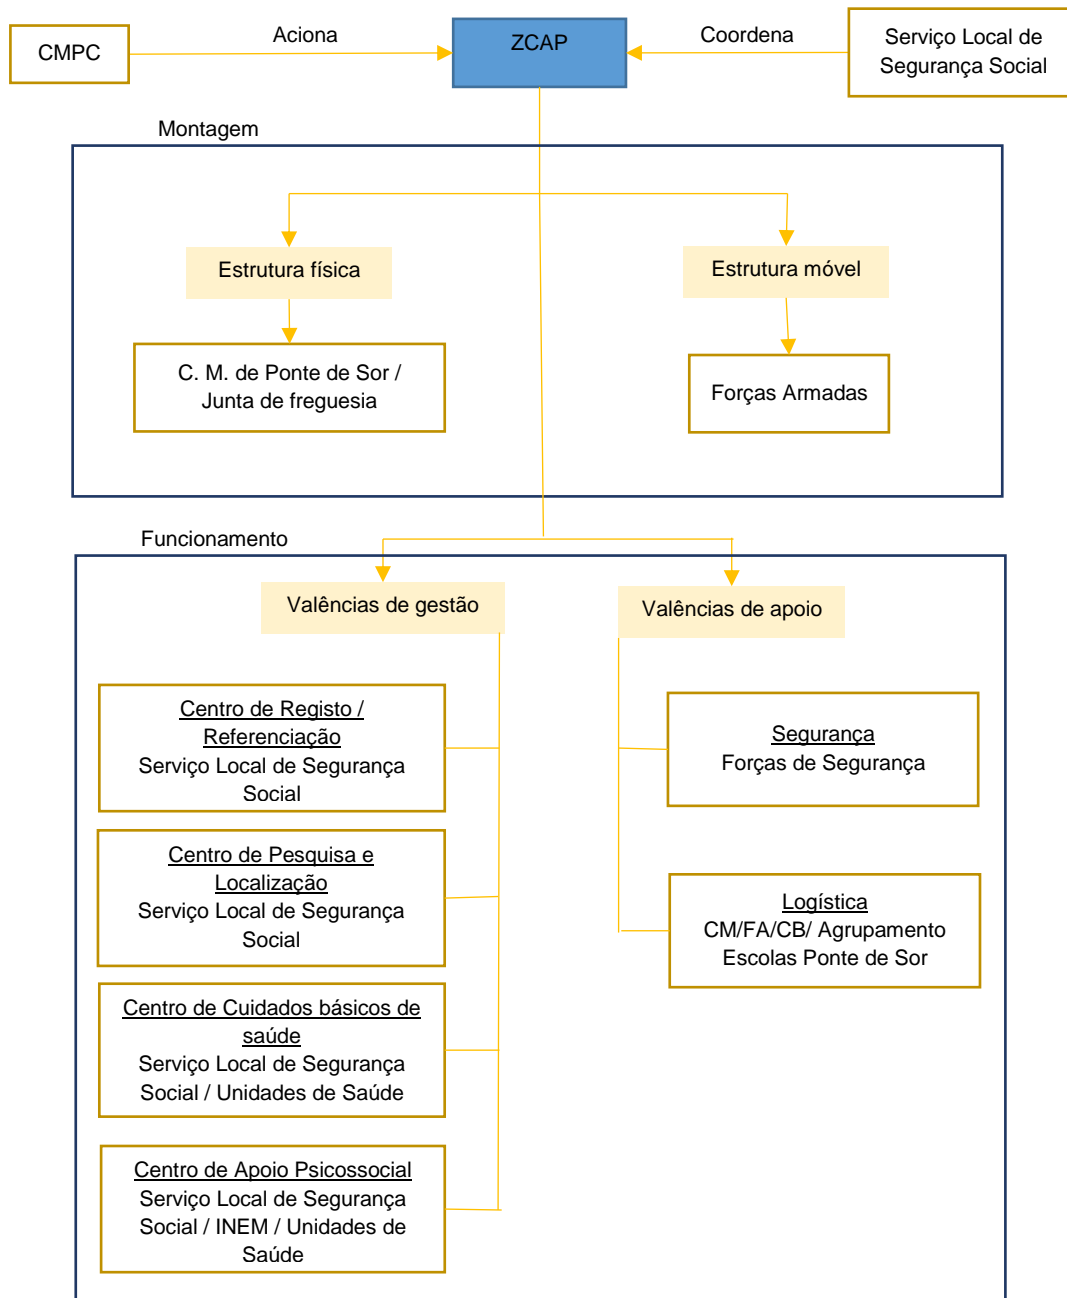 CMPC
Aciona
ZCAP
Coordena
Serviço Local de
Segurança Social
Montagem
Estrutura física
Estrutura móvel
C. M. de Ponte de Sor /
Junta de freguesia
Forças Armadas
Funcionamento
Valências de gestão
Valências de apoio
Centro de Registo /
Referenciação
Serviço Local de Segurança
Social
Centro de Pesquisa e
Localização
Serviço Local de Segurança
Social
Centro de Cuidados básicos de
saúde
Serviço Local de Segurança
Social / Unidades de Saúde
Centro de Apoio Psicossocial
Serviço Local de Segurança
Social / INEM / Unidades de
Saúde
Segurança
Forças de Segurança
Logística
CM/FA/CB/ Agrupamento
Escolas Ponte de Sor